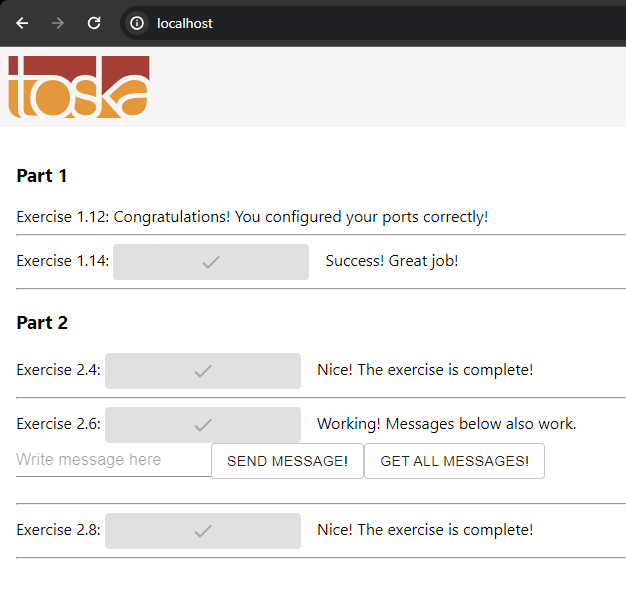 localhost
toska
Part 1
Exercise 1.12: Congratulations! You configured your ports correctly!
Exercise 1.14: Success! Great job!
Part 2
Exercise 2.4: Nice! The exercise is complete!
Exercise 2.6: Working! Messages below also work.
Write message here SEND MESSAGE! GET ALL MESSAGES!
Exercise 2.8: Nice! The exercise is complete!